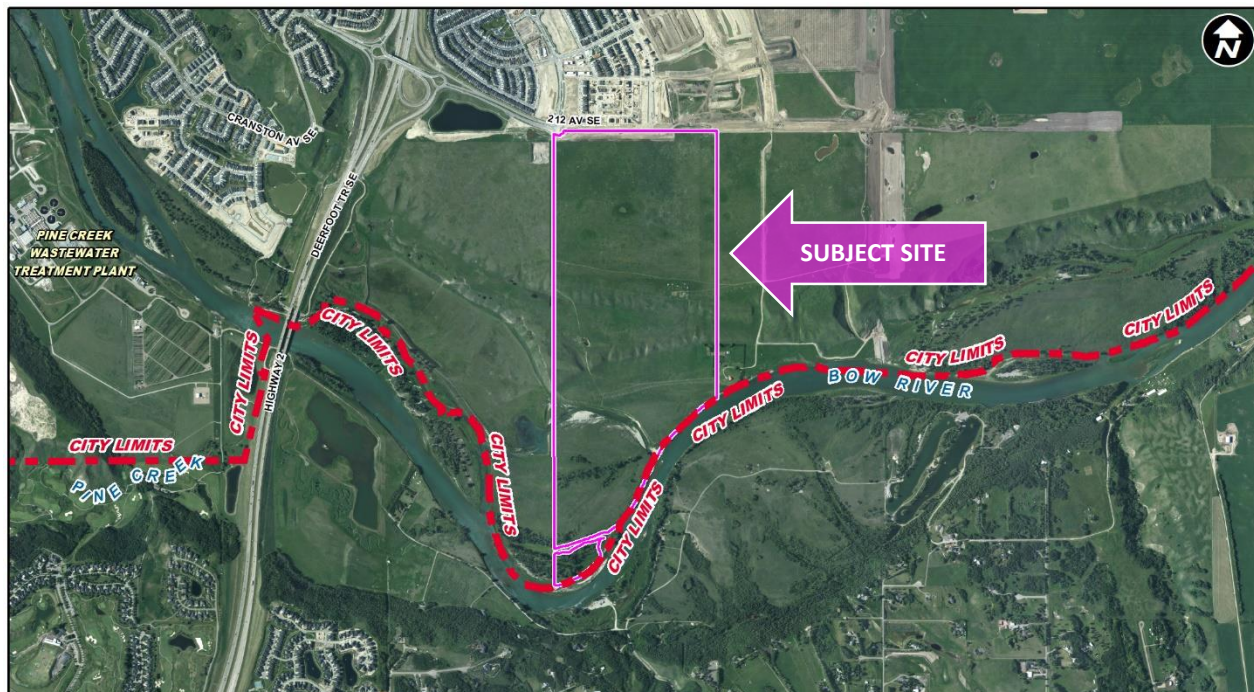 N
212 AV SE
CRANSTON AV SE
DEERFOOT TR SE
PINE CREEK
WASTEWATER
TREATMENT PLANT
SUBJECT SITE
CITY LIMITS
CITY LIMITS
CITY LIMITS
CITY LIMITS
BOW RIVER
CITY LIMITS
HIGHWAY 2
CITY LIMITS
CITY LIMITS
PINE CREEK
CITY LIMITS